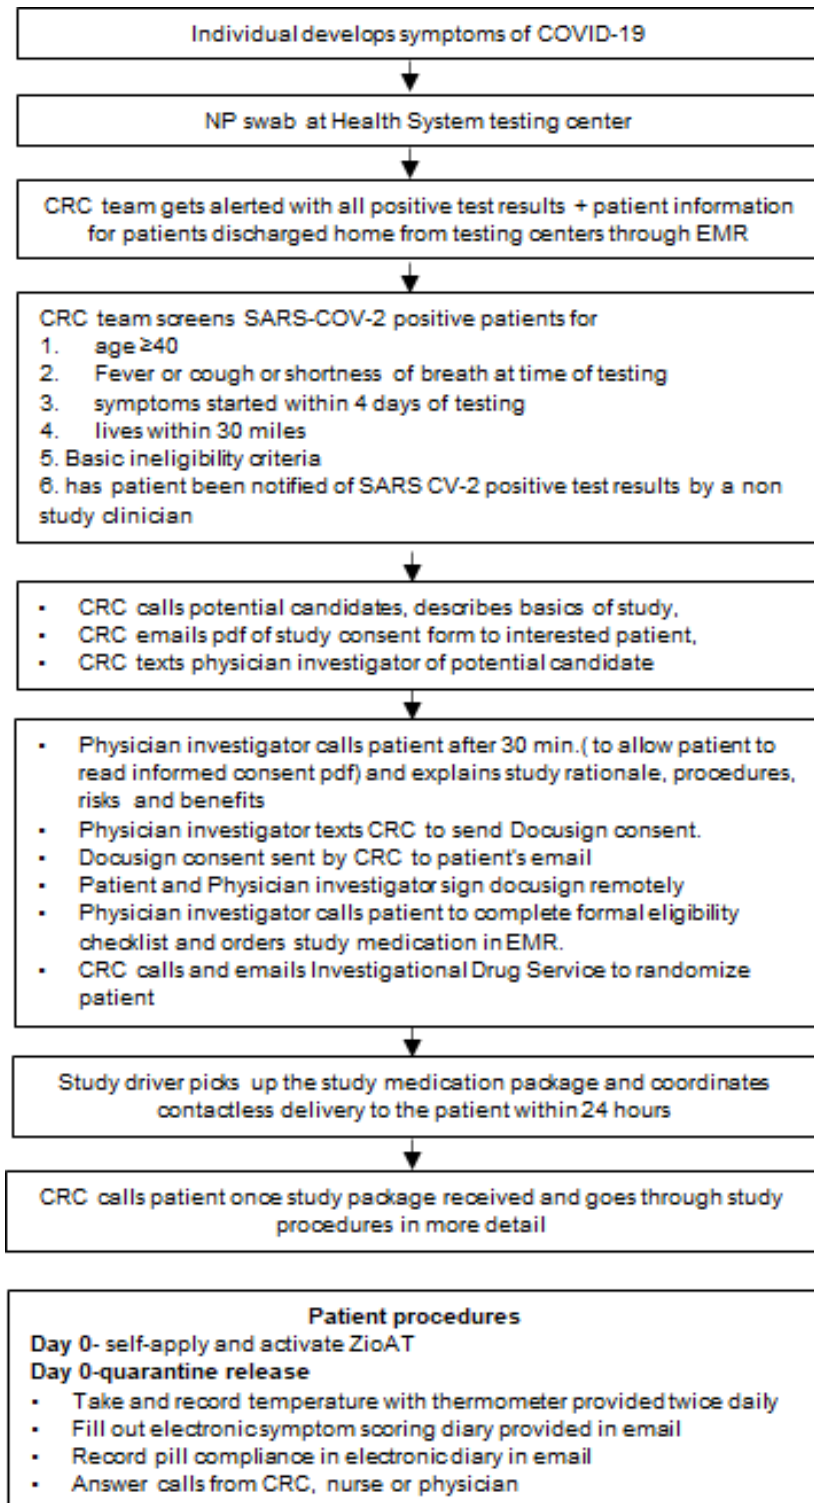 Individual develops symptoms of COVID-19
NP swab at Health System testing center
CRC team gets alerted with all positive test results + patient information
for patients discharged home from testing centers through EMR
CRC team screens SARS-COV-2 positive patients for
1. age ≥40
2. Fever or cough or shortness of breath at time of testing
3. symptoms started within 4 days of testing
4. lives within 30 miles
5. Basic ineligibility criteria
6. has patient been notified of SARS CV-2 positive test results by a non
study clinician
▪ CRC calls potential candidates, describes basics of study,
▪ CRC emails pdf of study consent form to interested patient,
▪ CRC texts physician investigator of potential candidate
▪ Physician investigator calls patient after 30 min.( to allow patient to
read informed consent pdf) and explains study rationale, procedures,
risks and benefits
▪ Physician investigator texts CRC to send Docusign consent.
▪ Docusign consent sent by CRC to patient's email
▪ Patient and Physician investigator sign docusign remotely
▪ Physician investigator calls patient to complete formal eligibility
checklist and orders study medication in EMR.
▪ CRC calls and emails Investigational Drug Service to randomize
patient
Study driver picks up the study medication package and coordinates
contactless delivery to the patient within 24 hours
CRC calls patient once study package received and goes through study
procedures in more detail
Patient procedures
Day 0- self-apply and activate ZioAT
Day 0-quarantine release
▪ Take and record temperature with thermometer provided twice daily
▪ Fill out electronic symptom scoring diary provided in email
▪ Record pill compliance in electronic diary in email
▪ Answer calls from CRC, nurse or physician